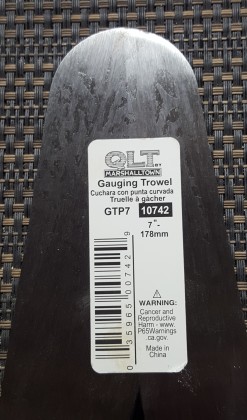 QLT BY
MARSHALLTOWN
Gauging Trowel
Cuchara con punta curvada
Truelle à gâcher
GTP7 10742
7"-
178mm
0 35965 00742 9
WARNING:
Cancer and
Reproductive
Harm - www.
P65Warnings
.ca.gov.
Made in
China